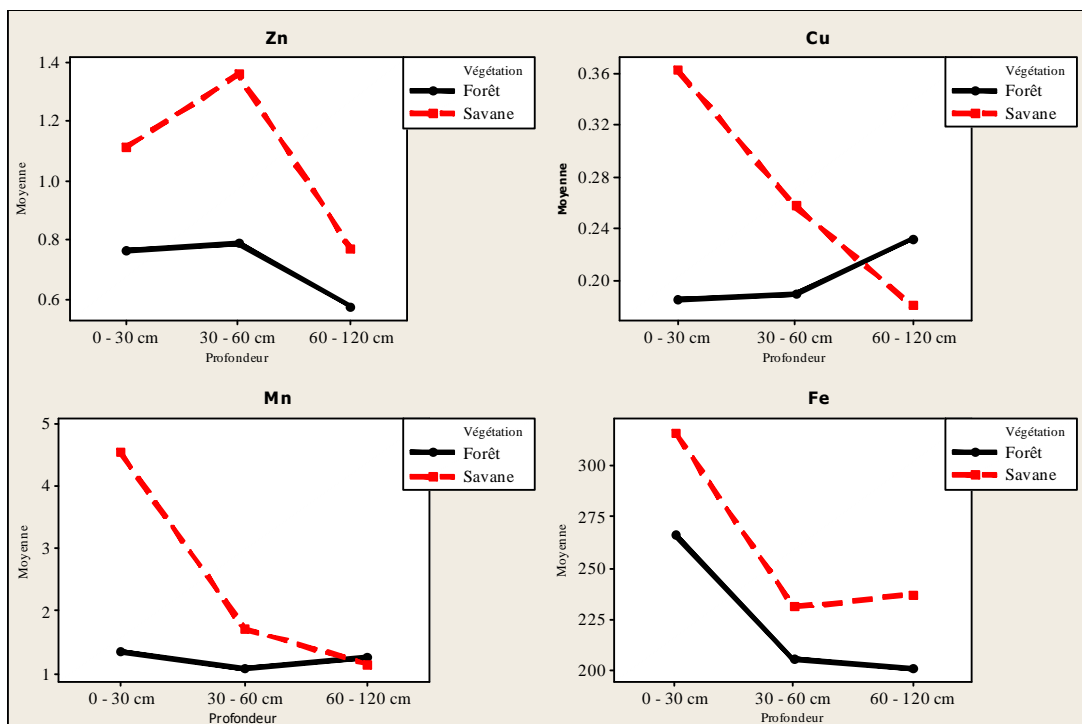 Zn
Moyenne
1.4
1.2
1.0
0.8
0.6
0 - 30 cm
30 - 60 cm
60 - 120 cm
Profondeur
Végétation
Forêt
Savane
Cu
Moyenne
0.36
0.32
0.28
0.24
0.20
0 - 30 cm
30 - 60 cm
60 - 120 cm
Profondeur
Végétation
Forêt
Savane
Mn
Moyenne
5
4
3
2
1
0 - 30 cm
30 - 60 cm
60 - 120 cm
Profondeur
Végétation
Forêt
Savane
Fe
Moyenne
300
275
250
225
200
0 - 30 cm
30 - 60 cm
60 - 120 cm
Profondeur
Végétation
Forêt
Savane